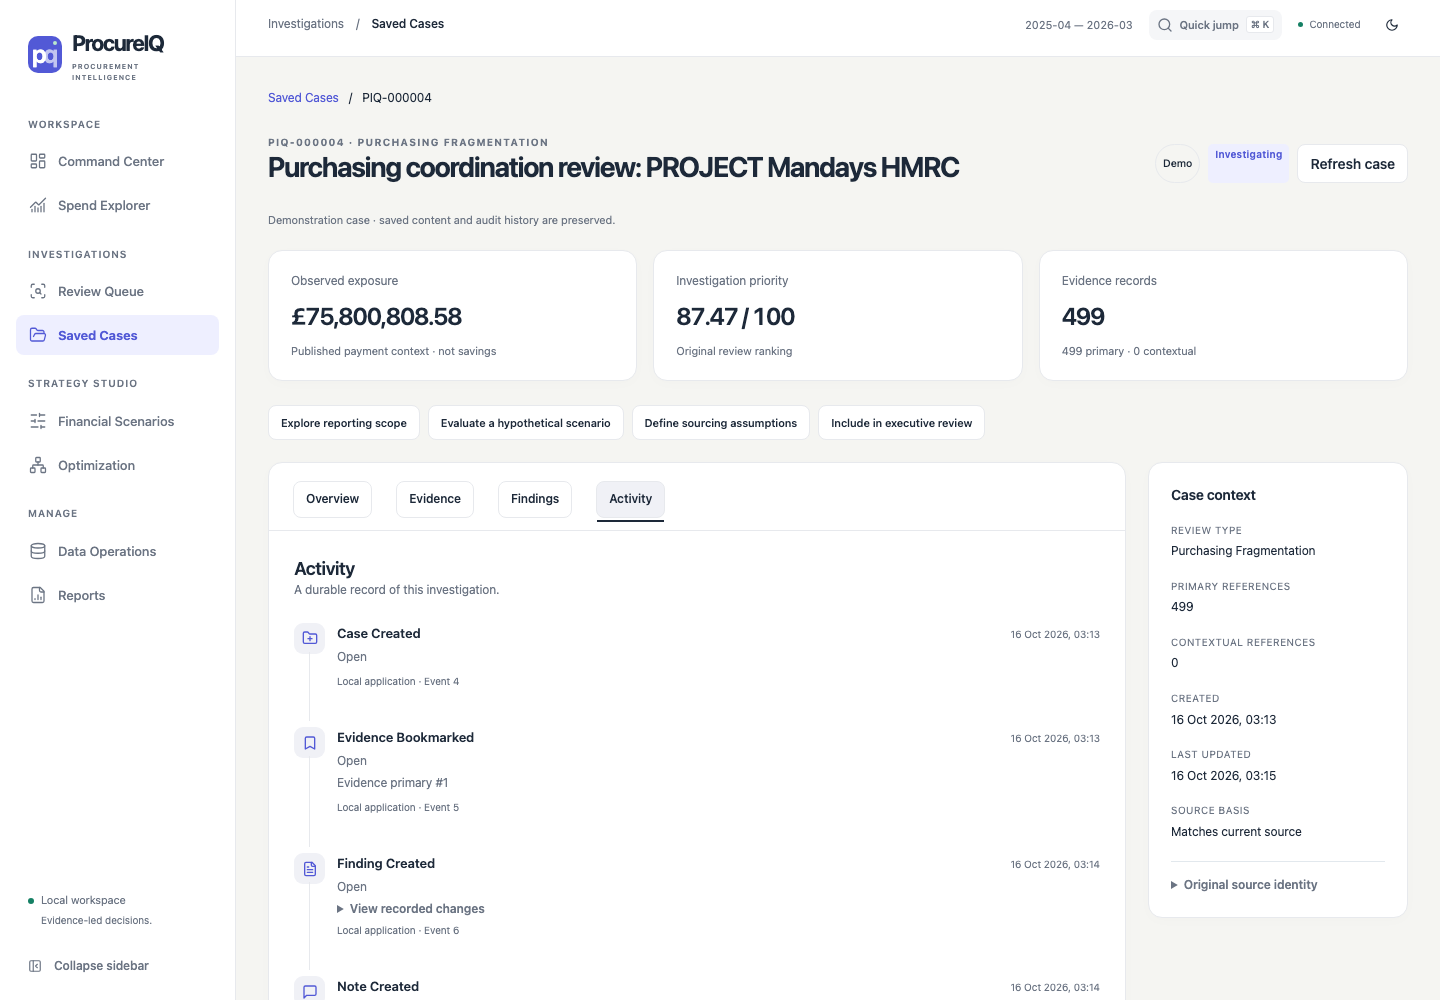 ProcureIQ
PROCUREMENT
INTELLIGENCE
WORKSPACE
Command Center
Spend Explorer
INVESTIGATIONS
Review Queue
Saved Cases
STRATEGY STUDIO
Financial Scenarios
Optimization
MANAGE
Data Operations
Reports
Local workspace
Evidence-led decisions.
Collapse sidebar
Investigations / Saved Cases
2025-04 — 2026-03
Quick jump ⌘ K
Connected
Saved Cases / PIQ-000004
PIQ-000004 · PURCHASING FRAGMENTATION
Purchasing coordination review: PROJECT Mandays HMRC
Demo
Investigating
Refresh case
Demonstration case · saved content and audit history are preserved.
Observed exposure
£75,800,808.58
Published payment context · not savings
Investigation priority
87.47 / 100
Original review ranking
Evidence records
499
499 primary · 0 contextual
Explore reporting scope
Evaluate a hypothetical scenario
Define sourcing assumptions
Include in executive review
Overview
Evidence
Findings
Activity
Activity
A durable record of this investigation.
Case Created
16 Oct 2026, 03:13
Open
Local application · Event 4
Evidence Bookmarked
16 Oct 2026, 03:13
Open
Evidence primary #1
Local application · Event 5
Finding Created
16 Oct 2026, 03:14
Open
View recorded changes
Local application · Event 6
Note Created
16 Oct 2026, 03:14
Case context
REVIEW TYPE
Purchasing Fragmentation
PRIMARY REFERENCES
499
CONTEXTUAL REFERENCES
0
CREATED
16 Oct 2026, 03:13
LAST UPDATED
16 Oct 2026, 03:15
SOURCE BASIS
Matches current source
Original source identity